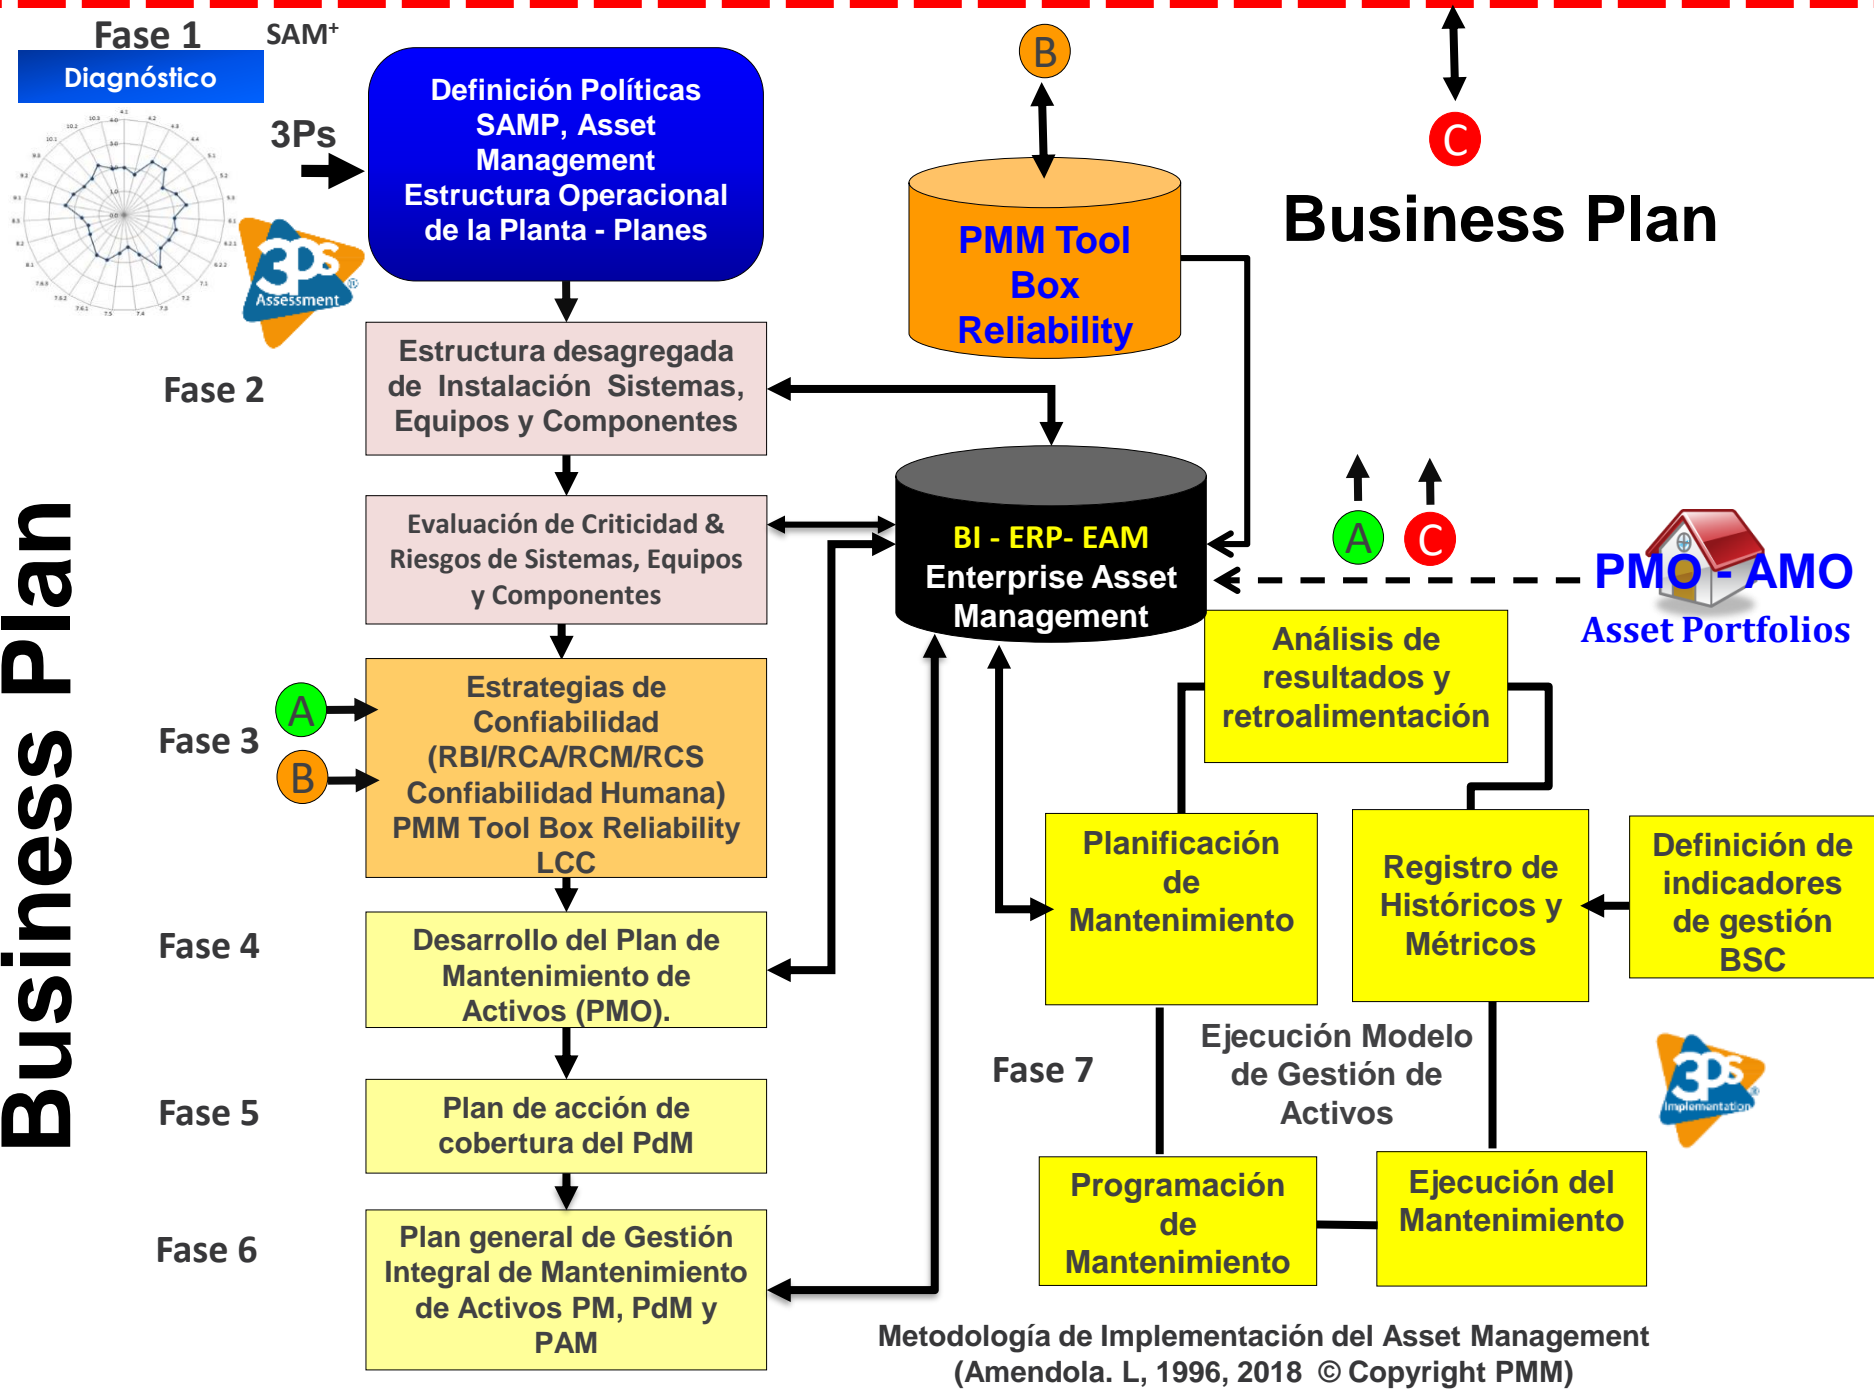 Fase 1
SAM⁺
Diagnóstico
3Ps
3Ps
Assessment
®
Definición Políticas
SAMP, Asset
Management
Estructura Operacional
de la Planta - Planes
B
PMM Tool
Box
Reliability
C
Business Plan
Business Plan
Fase 2
Estructura desagregada
de Instalación Sistemas,
Equipos y Componentes
Evaluación de Criticidad &
Riesgos de Sistemas, Equipos
y Componentes
BI - ERP- EAM
Enterprise Asset
Management
A
C
PMO - AMO
Asset Portfolios
Fase 3
A
B
Estrategias de
Confiabilidad
(RBI/RCA/RCM/RCS
Confiabilidad Humana)
PMM Tool Box Reliability
LCC
Fase 4
Desarrollo del Plan de
Mantenimiento de
Activos (PMO).
Fase 5
Plan de acción de
cobertura del PdM
Fase 6
Plan general de Gestión
Integral de Mantenimiento
de Activos PM, PdM y
PAM
Análisis de
resultados y
retroalimentación
Planificación
de
Mantenimiento
Registro de
Históricos y
Métricos
Definición de
indicadores
de gestión
BSC
Fase 7
Ejecución Modelo
de Gestión de
Activos
3Ps
Implementation
®
Programación
de
Mantenimiento
Ejecución del
Mantenimiento
Metodología de Implementación del Asset Management
(Amendola. L, 1996, 2018 © Copyright PMM)